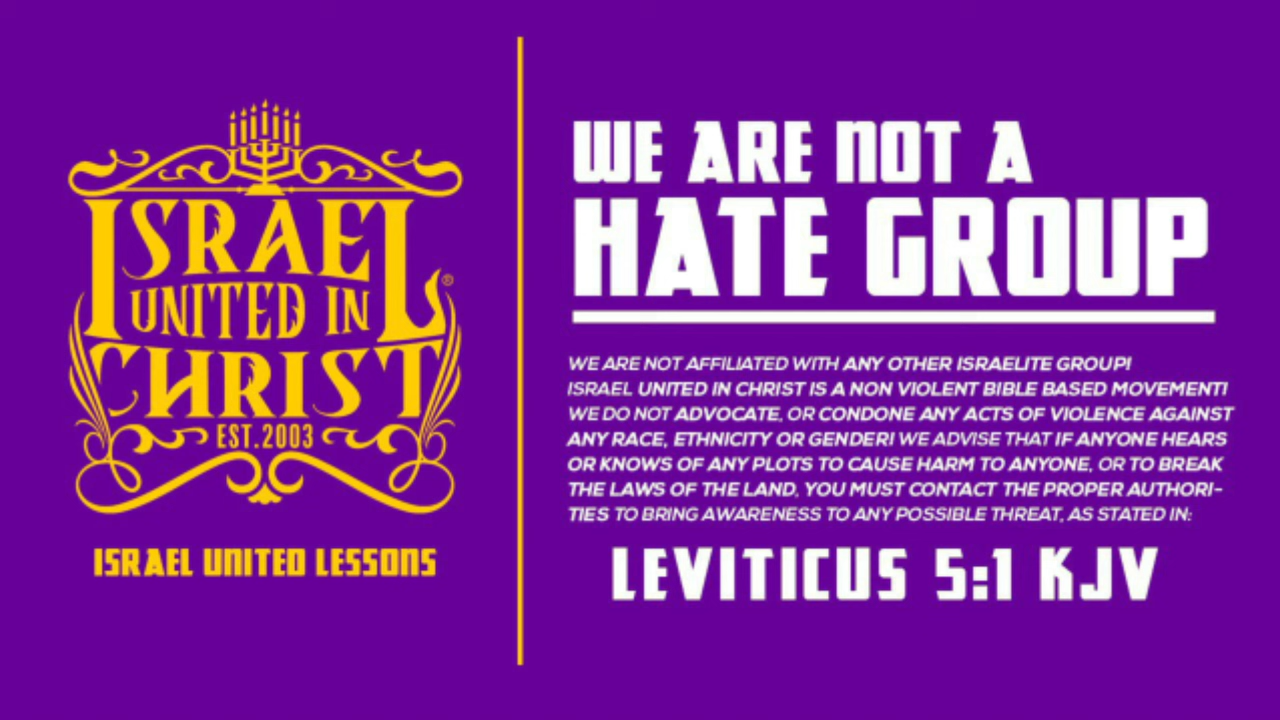 ISRAEL
UNITED IN
CHRIST
EST.2003
ISRAEL UNITED LESSONS
WE ARE NOT A
HATE GROUP
WE ARE NOT AFFILIATED WITH ANY OTHER ISRAELITE GROUP!
ISRAEL UNITED IN CHRIST IS A NON VIOLENT BIBLE BASED MOVEMENT!
WE DO NOT ADVOCATE, OR CONDONE ANY ACTS OF VIOLENCE AGAINST
ANY RACE, ETHNICITY OR GENDER! WE ADVISE THAT IF ANYONE HEARS
OR KNOWS OF ANY PLOTS TO CAUSE HARM TO ANYONE, OR TO BREAK
THE LAWS OF THE LAND, YOU MUST CONTACT THE PROPER AUTHORI-
TIES TO BRING AWARENESS TO ANY POSSIBLE THREAT, AS STATED IN:
LEVITICUS 5:1 KJV